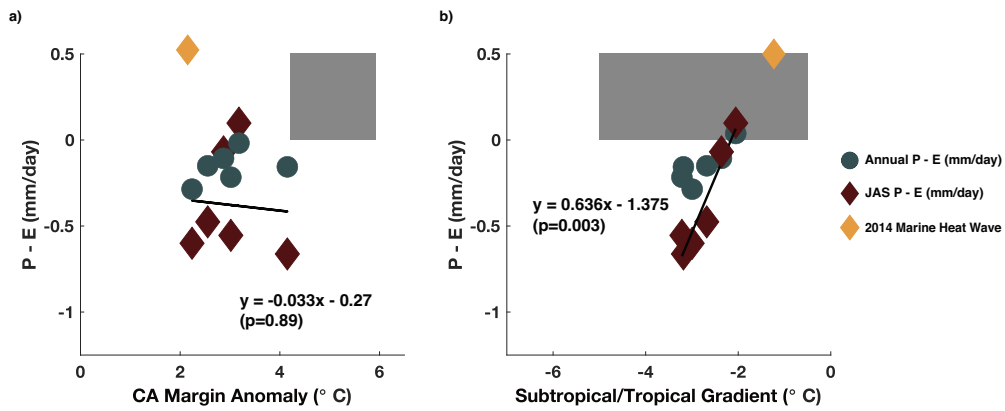 a)
P - E (mm/day)
0.5
0
-0.5
-1
y = -0.033x - 0.27
(p=0.89)
0 2 4 6
CA Margin Anomaly (° C)
b)
P - E (mm/day)
0.5
0
-0.5
-1
y = 0.636x - 1.375
(p=0.003)
-6 -4 -2 0
Subtropical/Tropical Gradient (° C)
Annual P - E (mm/day)
JAS P - E (mm/day)
2014 Marine Heat Wave